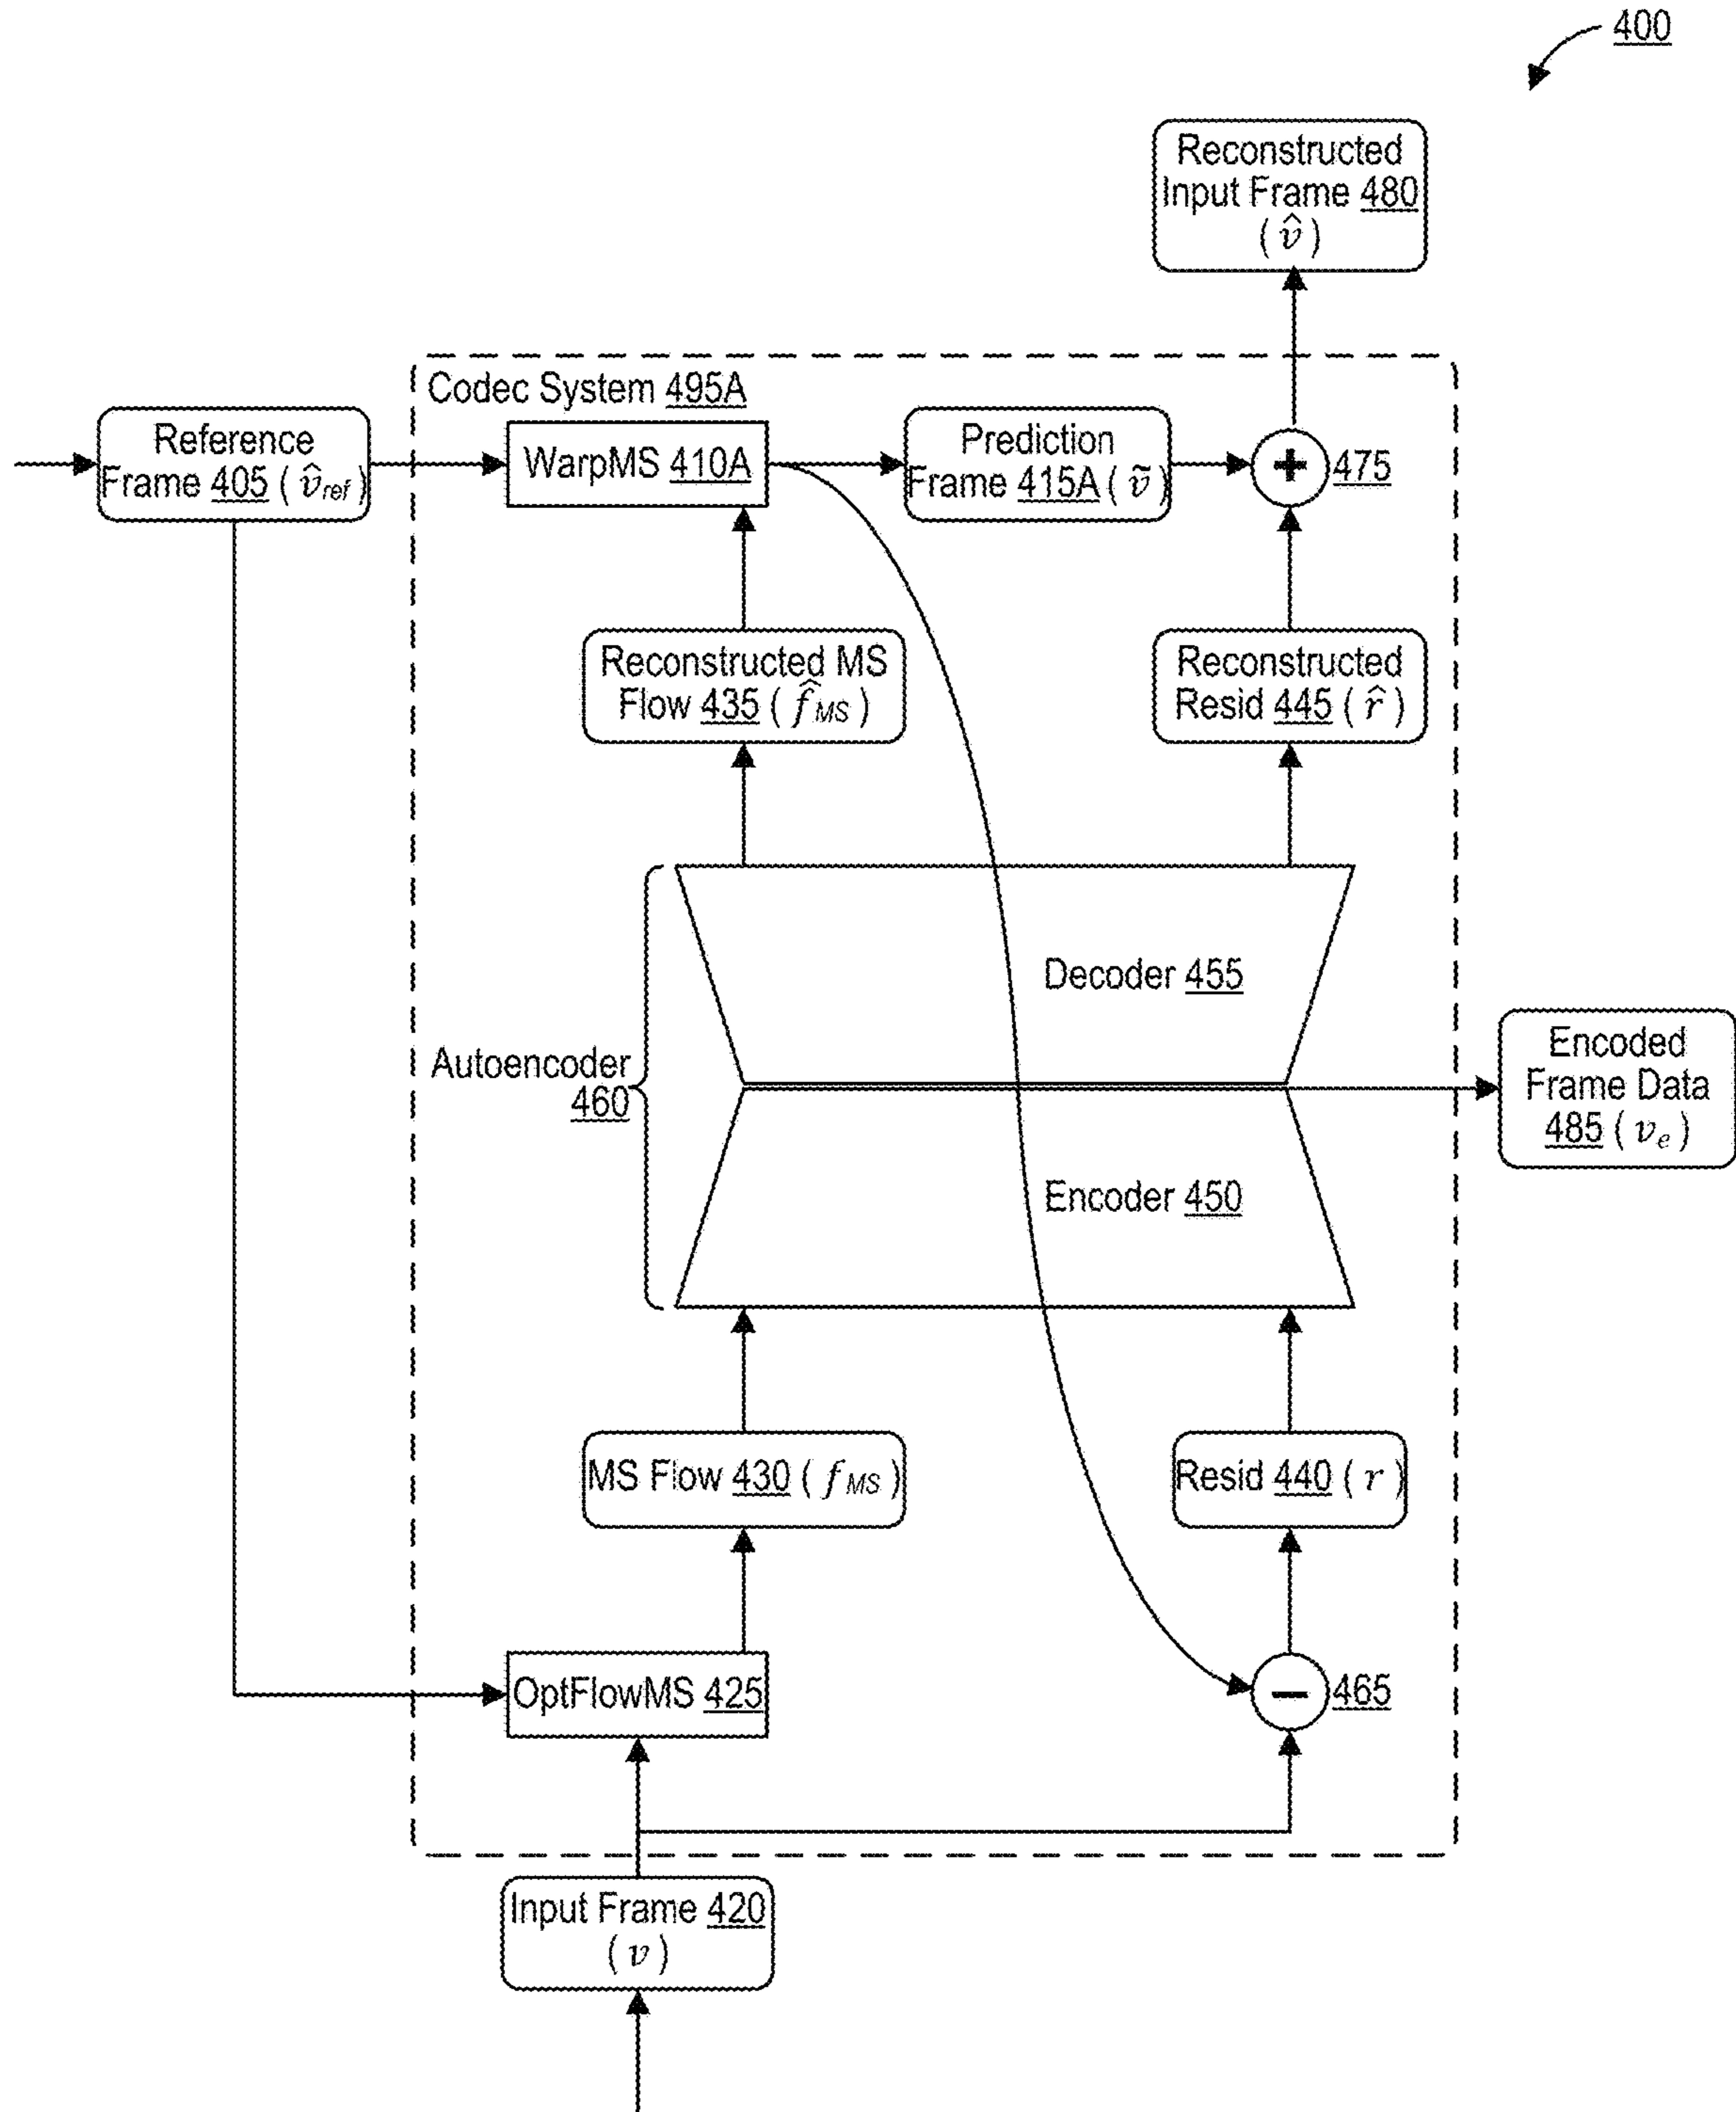 400
Reconstructed
Input Frame 480
( v̂ )
Codec System 495A
Reference
Frame 405 ( v̂ref )
WarpMS 410A
Prediction
Frame 415A ( ṽ )
+
475
Reconstructed MS
Flow 435 ( f̂MS )
Reconstructed
Resid 445 ( r̂ )
Decoder 455
Autoencoder
460
Encoded
Frame Data
485 ( ve )
Encoder 450
MS Flow 430 ( fMS )
Resid 440 ( r )
OptFlowMS 425
−
465
Input Frame 420
( v )